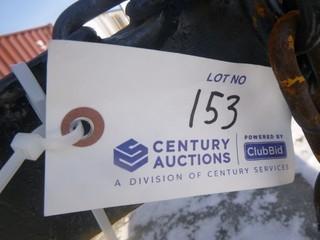 LOT NO
153
CENTURY AUCTIONS
POWERED BY
ClubBid
A DIVISION OF CENTURY SERVICES